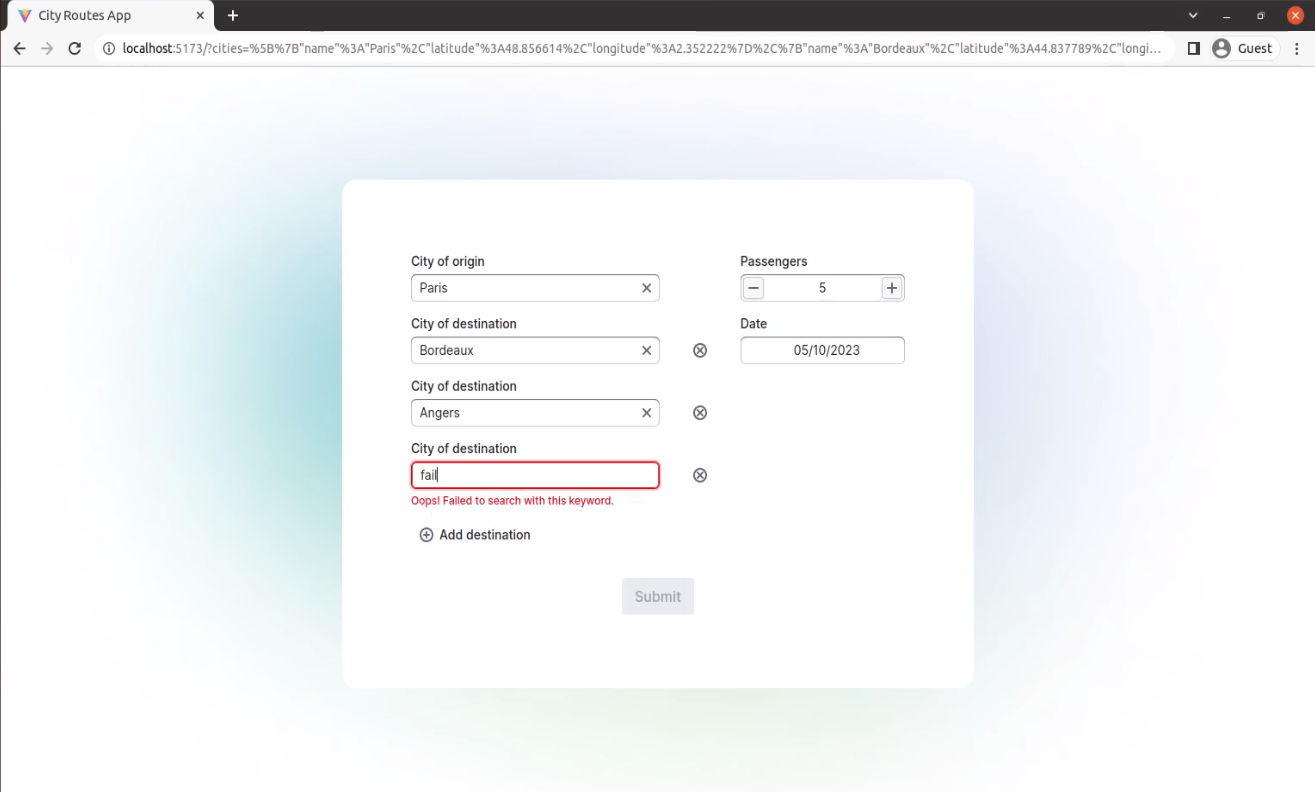 City Routes App
localhost:5173/?cities=%5B%7B"name"%3A"Paris"%2C"latitude"%3A48.856614%2C"longitude"%3A2.352222%7D%2C%7B"name"%3A"Bordeaux"%2C"latitude"%3A44.837789%2C"longi...
Guest
City of origin
Passengers
Paris
5
City of destination
Date
Bordeaux
05/10/2023
City of destination
Angers
City of destination
fail
Oops! Failed to search with this keyword.
Add destination
Submit